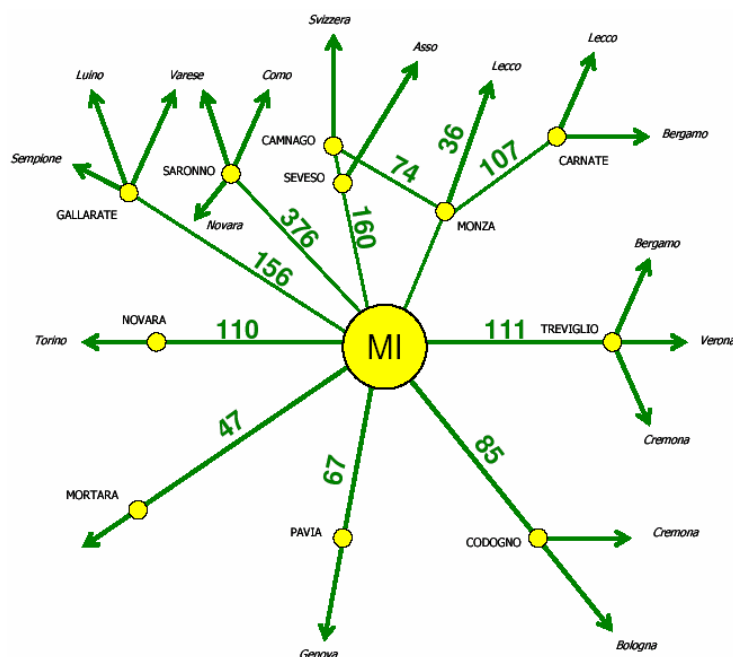 Svizzera
Asso
Lecco
Lecco
Luino
Varese
Como
Bergamo
Sempione
CAMNAGO
SEVESO
SARONNO
GALLARATE
CARNATE
MONZA
Novara
36
107
74
160
376
156
Bergamo
NOVARA
TREVIGLIO
Torino
110
MI
111
Verona
47
67
85
Cremona
MORTARA
PAVIA
CODOGNO
Cremona
Bologna
Genova